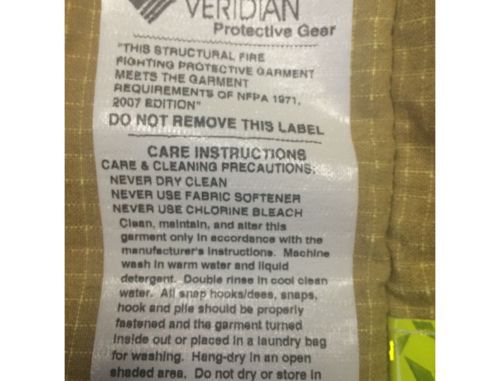 VERIDIAN
Protective Gear
"THIS STRUCTURAL FIRE
FIGHTING PROTECTIVE GARMENT
MEETS THE GARMENT
REQUIREMENTS OF NFPA 1971,
2007 EDITION"
DO NOT REMOVE THIS LABEL
CARE INSTRUCTIONS
CARE & CLEANING PRECAUTIONS:
NEVER DRY CLEAN
NEVER USE FABRIC SOFTENER
NEVER USE CHLORINE BLEACH
Clean, maintain, and alter this
garment only in accordance with the
manufacturer's instructions. Machine
wash in warm water and liquid
detergent. Double rinse in cool clean
water. All snap hooks/dees, snaps,
hook and pile should be properly
fastened and the garment turned
inside out or placed in a laundry bag
for washing. Hang-dry in an open
shaded area. Do not dry or store in